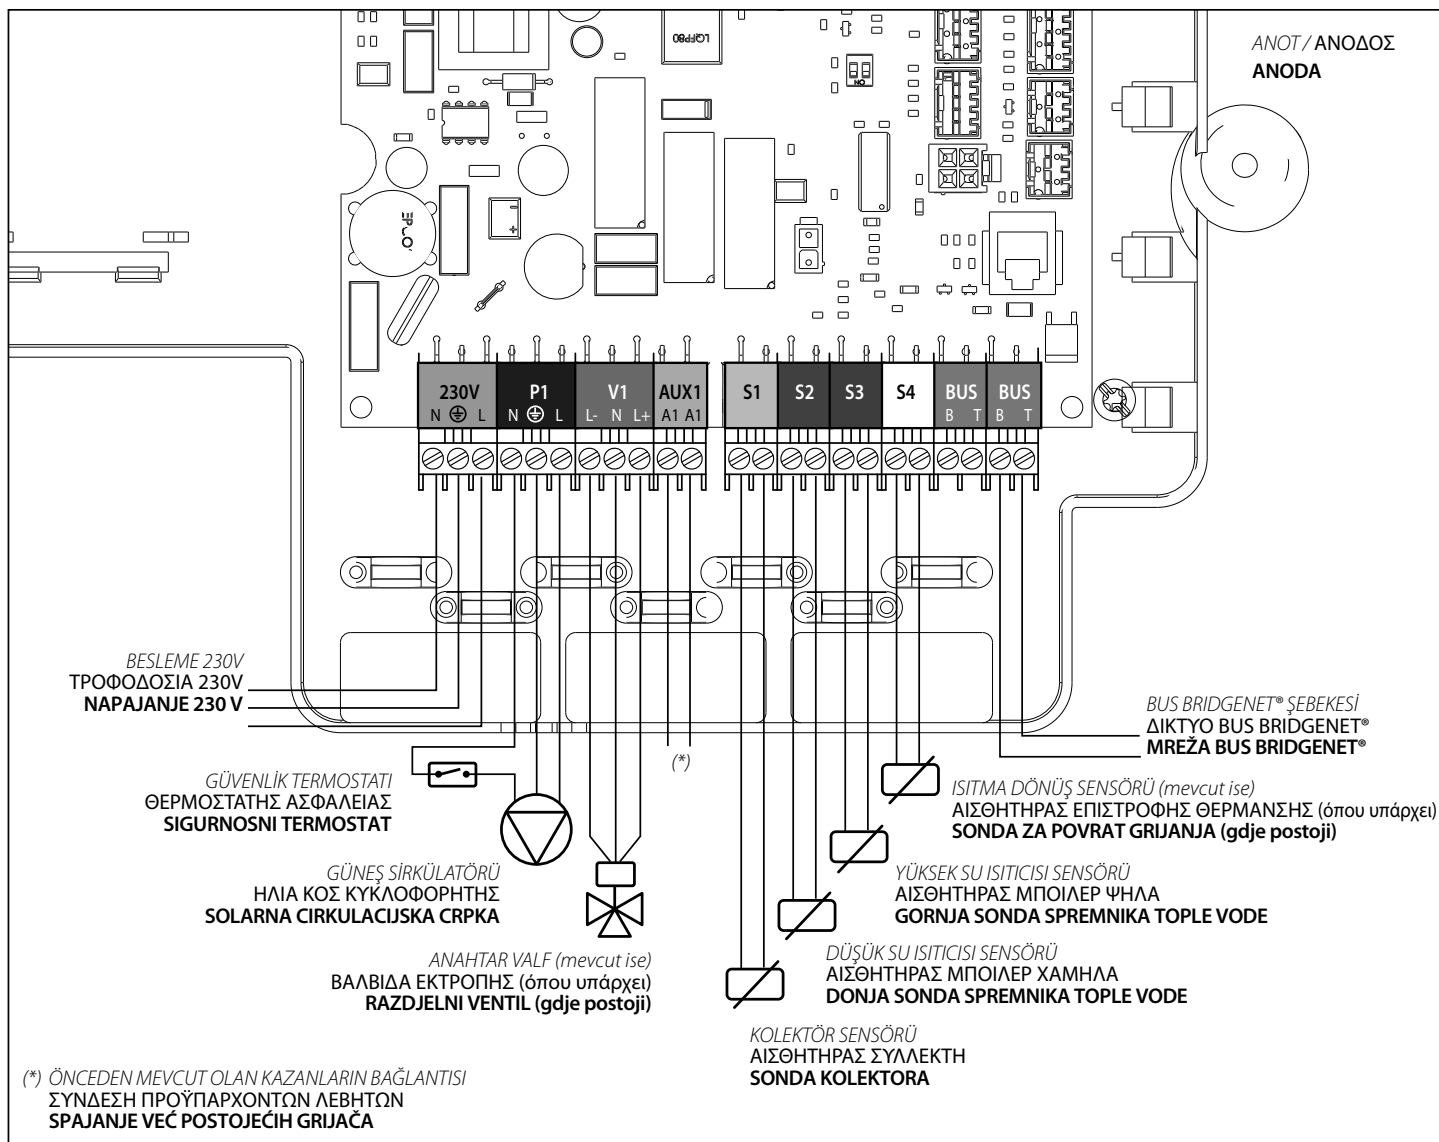 LQFP80
ANOT / ΑΝΟΔΟΣ
ANODA
ON
- +
230V P1 V1 AUX1 S1 S2 S3 S4 BUS BUS
N L N L L- N L+ A1 A1 B T B T
BESLEME 230V
ΤΡΟΦΟΔΟΣΙΑ 230V
NAPAJANJE 230 V
BUS BRIDGENET® ŞEBEKESİ
ΔΙΚΤΥΟ BUS BRIDGENET®
MREŽA BUS BRIDGENET®
(*)
GÜVENLİK TERMOSTATI
ΘΕΡΜΟΣΤΑΤΗΣ ΑΣΦΑΛΕΙΑΣ
SIGURNOSNI TERMOSTAT
ISITMA DÖNÜŞ SENSÖRÜ (mevcut ise)
ΑΙΣΘΗΤΗΡΑΣ ΕΠΙΣΤΡΟΦΗΣ ΘΕΡΜΑΝΣΗΣ (όπου υπάρχει)
SONDA ZA POVRAT GRIJANJA (gdje postoji)
GÜNEŞ SİRKÜLATÖRÜ
ΗΛΙΑ ΚΟΣ ΚΥΚΛΟΦΟΡΗΤΗΣ
SOLARNA CIRKULACIJSKA CRPKA
YÜKSEK SU ISITICISI SENSÖRÜ
ΑΙΣΘΗΤΗΡΑΣ ΜΠΟΙΛΕΡ ΨΗΛΑ
GORNJA SONDA SPREMNIKA TOPLE VODE
ANAHTAR VALF (mevcut ise)
ΒΑΛΒΙΔΑ ΕΚΤΡΟΠΗΣ (όπου υπάρχει)
RAZDJELNI VENTIL (gdje postoji)
DÜŞÜK SU ISITICISI SENSÖRÜ
ΑΙΣΘΗΤΗΡΑΣ ΜΠΟΙΛΕΡ ΧΑΜΗΛΑ
DONJA SONDA SPREMNIKA TOPLE VODE
KOLEKTÖR SENSÖRÜ
ΑΙΣΘΗΤΗΡΑΣ ΣΥΛΛΕΚΤΗ
SONDA KOLEKTORA
(*) ÖNCEDEN MEVCUT OLAN KAZANLARIN BAĞLANTISI
ΣΥΝΔΕΣΗ ΠΡΟΫΠΑΡΧΟΝΤΩΝ ΛΕΒΗΤΩΝ
SPAJANJE VEĆ POSTOJEĆIH GRIJAČA